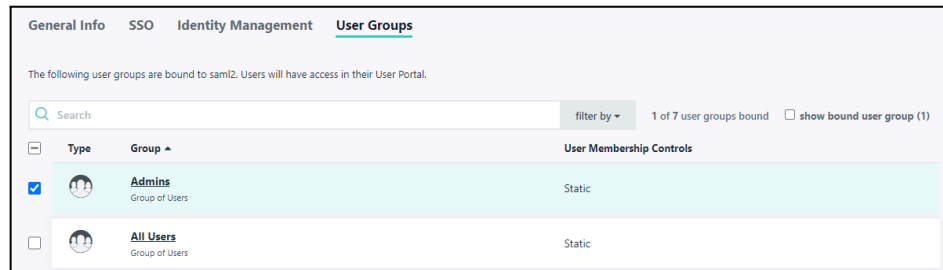 General Info SSO Identity Management User Groups
The following user groups are bound to saml2. Users will have access in their User Portal.
Search filter by 1 of 7 user groups bound show bound user group (1)
Type Group User Membership Controls
Admins
Group of Users
Static
All Users
Group of Users
Static